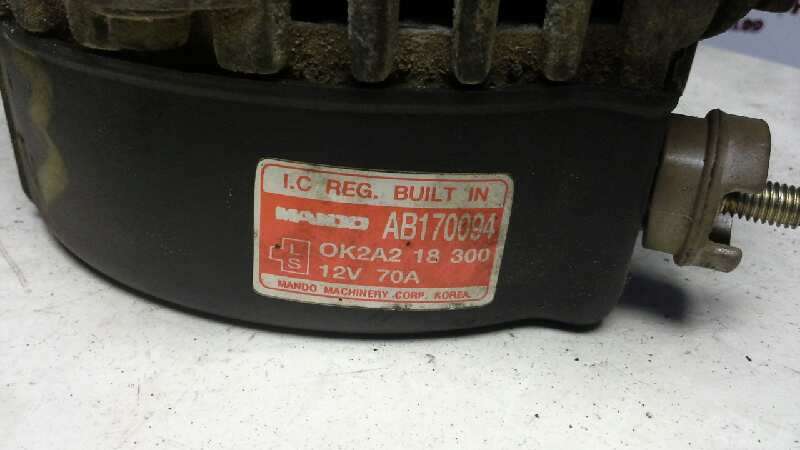 I.C REG. BUILT IN
MANDO AB170094
L S OK2A2 18 300
12V 70A
MANDO MACHINERY CORP. KOREA.